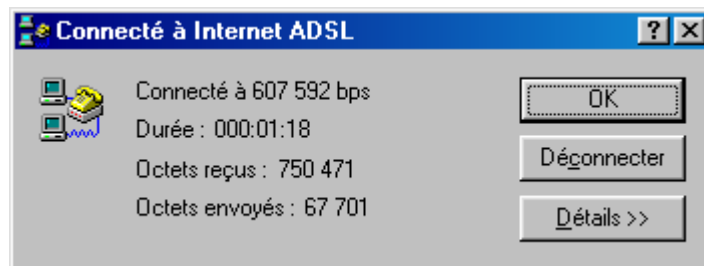 Connecté à Internet ADSL
Connecté à 607 592 bps
Durée : 000:01:18
Octets reçus : 750 471
Octets envoyés : 67 701
OK
Déconnecter
Détails >>